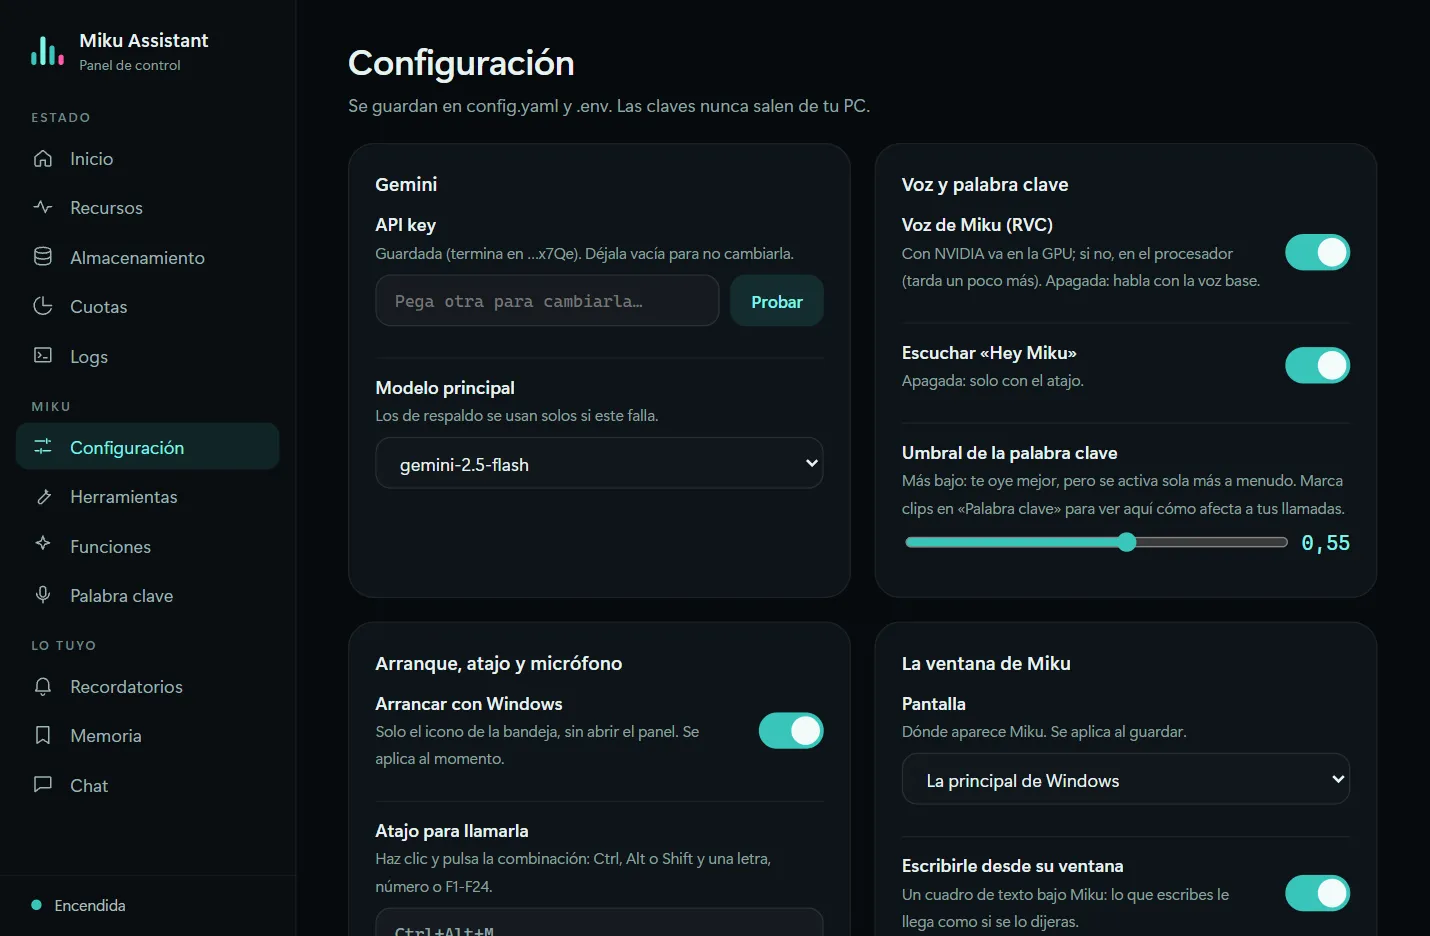 Miku Assistant
Panel de control
ESTADO
Inicio
Recursos
Almacenamiento
Cuotas
Logs
MIKU
Configuración
Herramientas
Funciones
Palabra clave
LO TUYO
Recordatorios
Memoria
Chat
Encendida
Configuración
Se guardan en config.yaml y .env. Las claves nunca salen de tu PC.
Gemini
API key
Guardada (termina en ...x7Qe). Déjala vacía para no cambiarla.
Pega otra para cambiarla...
Probar
Modelo principal
Los de respaldo se usan solos si este falla.
gemini-2.5-flash
Voz y palabra clave
Voz de Miku (RVC)
Con NVIDIA va en la GPU; si no, en el procesador
(tarda un poco más). Apagada: habla con la voz base.
Escuchar «Hey Miku»
Apagada: solo con el atajo.
Umbral de la palabra clave
Más bajo: te oye mejor, pero se activa sola más a menudo. Marca
clips en «Palabra clave» para ver aquí cómo afecta a tus llamadas.
0,55
Arranque, atajo y micrófono
Arrancar con Windows
Solo el icono de la bandeja, sin abrir el panel. Se
aplica al momento.
Atajo para llamarla
Haz clic y pulsa la combinación: Ctrl, Alt o Shift y una letra,
número o F1-F24.
Ctrl+Alt+M
La ventana de Miku
Pantalla
Dónde aparece Miku. Se aplica al guardar.
La principal de Windows
Escribirle desde su ventana
Un cuadro de texto bajo Miku: lo que escribes le
llega como si se lo dijeras.